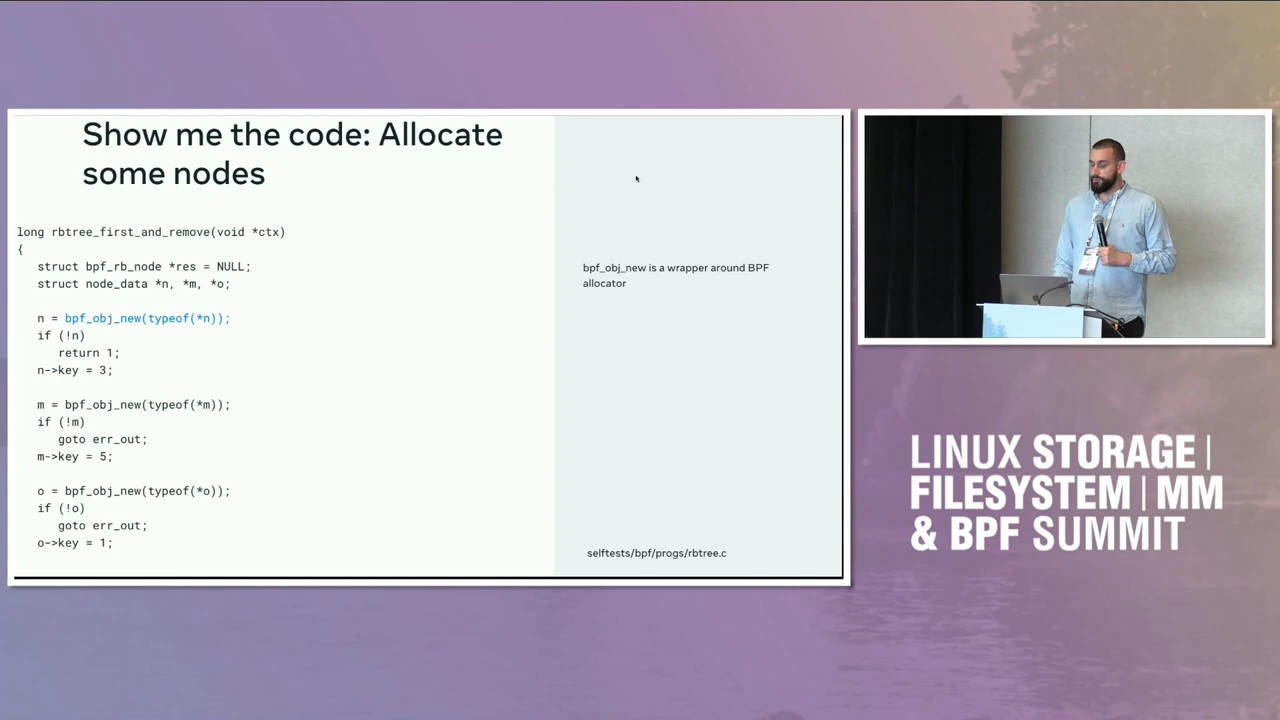 Show me the code: Allocate
some nodes
long rbtree_first_and_remove(void *ctx)
{
struct bpf_rb_node *res = NULL;
struct node_data *n, *m, *o;
n = bpf_obj_new(typeof(*n));
if (!n)
return 1;
n->key = 3;
m = bpf_obj_new(typeof(*m));
if (!m)
goto err_out;
m->key = 5;
o = bpf_obj_new(typeof(*o));
if (!o)
goto err_out;
o->key = 1;
bpf_obj_new is a wrapper around BPF
allocator
selftests/bpf/progs/rbtree.c
LINUX STORAGE |
FILESYSTEM | MM
& BPF SUMMIT